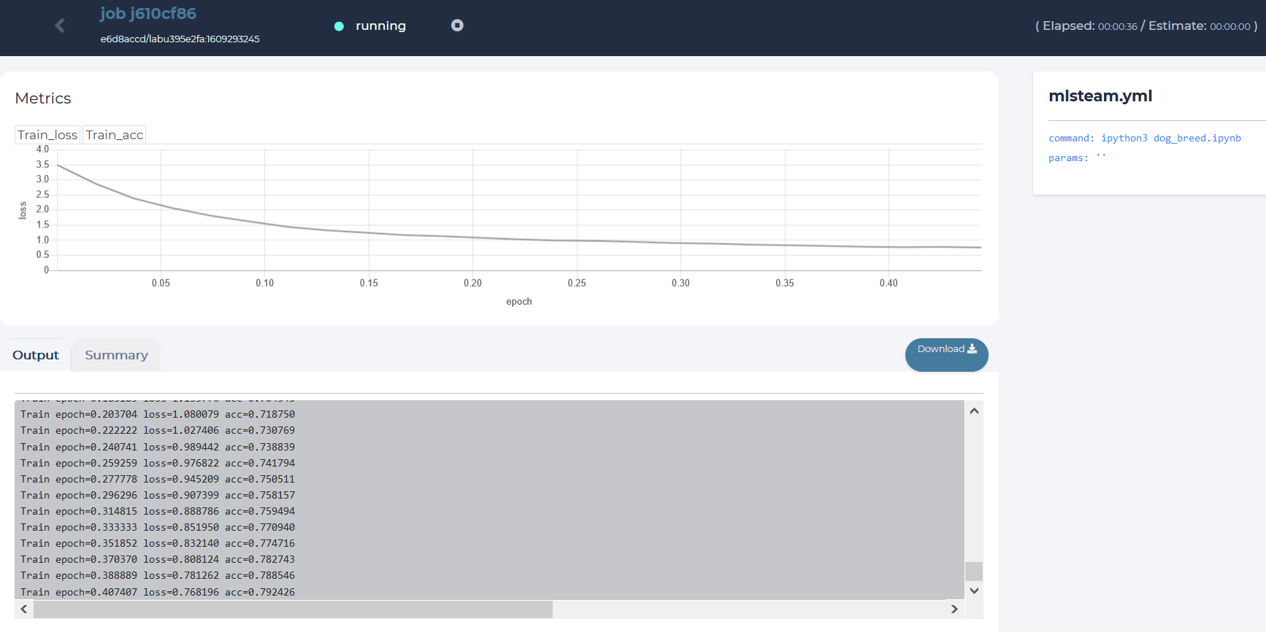 job j610cf86
e6d8accd/labu395e2fa:1609293245
running
( Elapsed: 00:00:36 / Estimate: 00:00:00 )
Metrics
Train_loss Train_acc
4.0
3.5
3.0
2.5
2.0
1.5
1.0
0.5
0
loss
0.05 0.10 0.15 0.20 0.25 0.30 0.35 0.40
epoch
mlsteam.yml
command: ipython3 dog_breed.ipynb
params: ''
Output Summary
Download
Train epoch=0.203704 loss=1.080079 acc=0.718750
Train epoch=0.222222 loss=1.027406 acc=0.730769
Train epoch=0.240741 loss=0.989442 acc=0.738839
Train epoch=0.259259 loss=0.976822 acc=0.741794
Train epoch=0.277778 loss=0.945209 acc=0.750511
Train epoch=0.296296 loss=0.907399 acc=0.758157
Train epoch=0.314815 loss=0.888786 acc=0.759494
Train epoch=0.333333 loss=0.851950 acc=0.770940
Train epoch=0.351852 loss=0.832140 acc=0.774716
Train epoch=0.370370 loss=0.808124 acc=0.782743
Train epoch=0.388889 loss=0.781262 acc=0.788546
Train epoch=0.407407 loss=0.768196 acc=0.792426